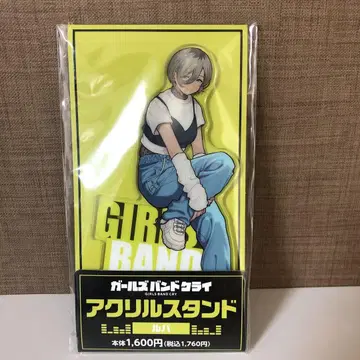 GIRLS
BAND
ガールズバンドクライ
GIRLS BAND CRY
アクリルスタンド
ルパ
本体1,600円(税込1,760円)